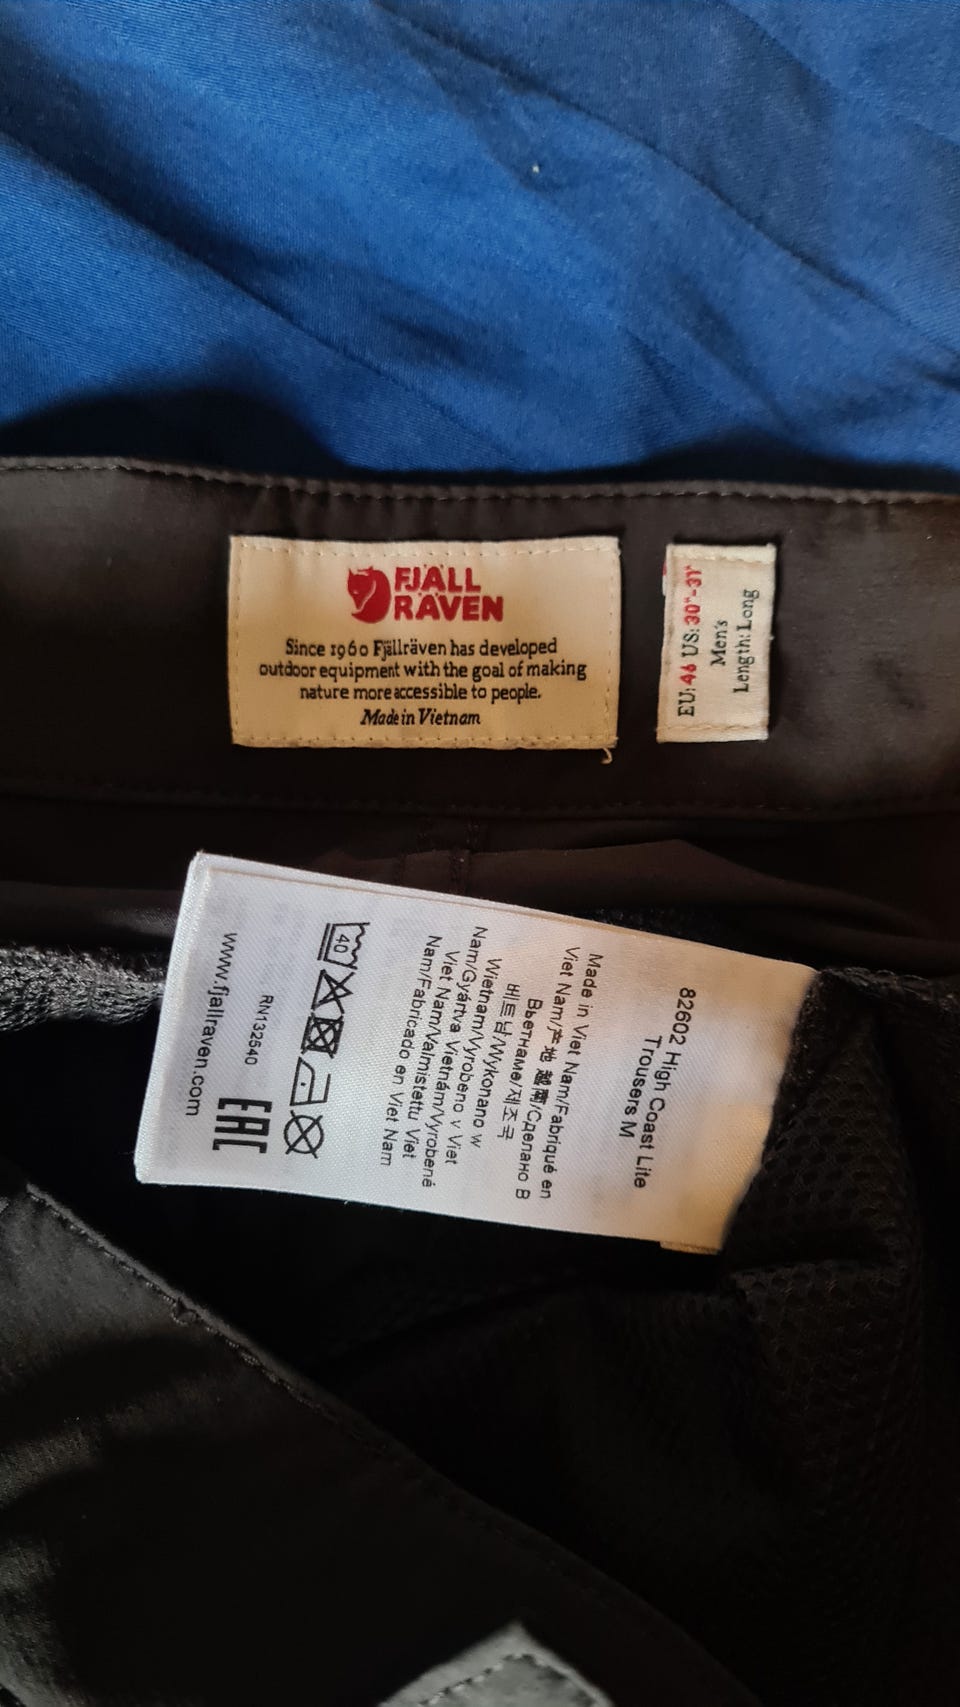 FJÄLL
RÄVEN
Since 1960 Fjällräven has developed
outdoor equipment with the goal of making
nature more accessible to people.
Made in Vietnam
EU: 46 US: 30"-31"
Men's
Length: Long
82602 High Coast Lite
Trousers M
Made in Viet Nam/Fabriqué en
Viet Nam/产地 越南/Сделано В
Вьетнаме/제조국
베트남/Wykonano w
Wietnam/Vyrobeno v Viet
Nam/Gyártva Vietnám/Vyrobené
Viet Nam/Valmistettu Viet
Nam/Fabricado en Viet Nam
40
RN132540
EAC
www.fjallraven.com